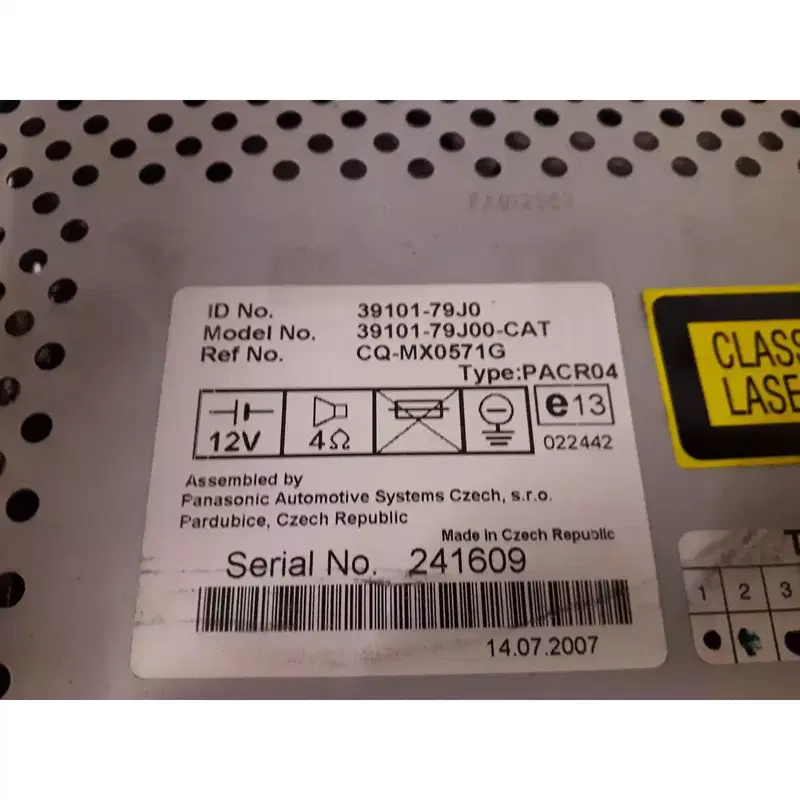 ID No. 39101-79J0
Model No. 39101-79J00-CAT
Ref No. CQ-MX0571G
Type:PACR04
12V 4Ω e13
022442
Assembled by
Panasonic Automotive Systems Czech, s.r.o.
Pardubice, Czech Republic
Made in Czech Republic
Serial No. 241609
14.07.2007
CLASS
LASE
T
1 2 3